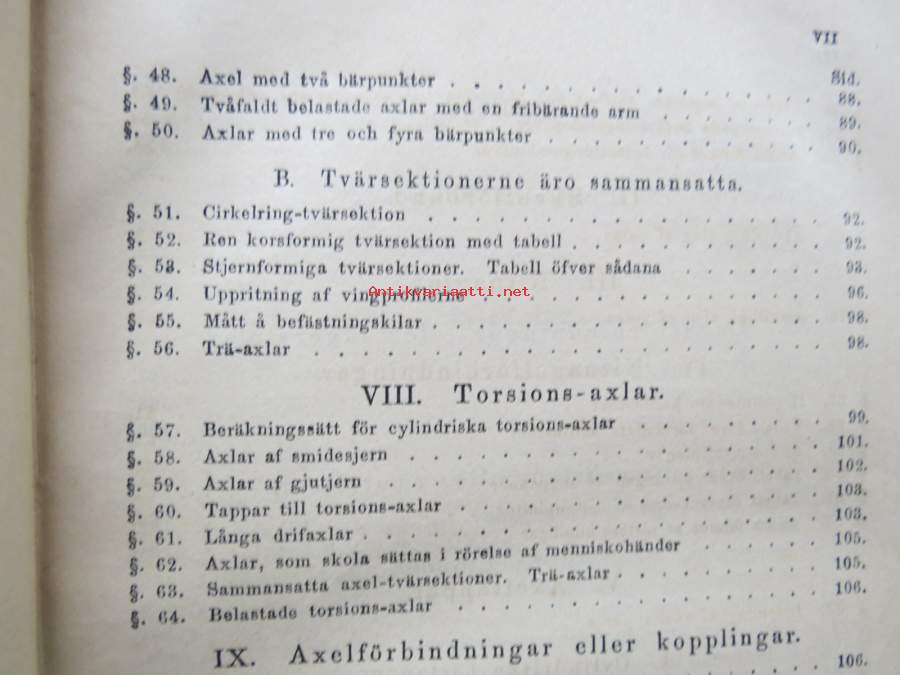 VII
Sid.
§. 48. Axel med två bärpunkter . . . . . . . . . . . . . . . 88.
§. 49. Tvåfaldt belastade axlar med en fribärande arm . . . . . . . 89.
§. 50. Axlar med tre och fyra bärpunkter . . . . . . . . . . . . 90.
B. Tvärsektionerne äro sammansatta.
§. 51. Cirkelring-tvärsektion . . . . . . . . . . . . . . . . 92.
§. 52. Ren korsformig tvärsektion med tabell . . . . . . . . . . . 92.
§. 53. Stjernformiga tvärsektioner. Tabell öfver sådana . . . . . . 93.
§. 54. Uppritning af vingprofilerne . . . . . . . . . . . . . . 96.
Antikvariaatti.net
§. 55. Mått å befästningskilar . . . . . . . . . . . . . . . . 98.
§. 56. Trä-axlar . . . . . . . . . . . . . . . . . . . . 98.
VIII. Torsions-axlar.
§. 57. Beräkningssätt för cylindriska torsions-axlar . . . . . . . . 99.
§. 58. Axlar af smidesjern . . . . . . . . . . . . . . . . . 101.
§. 59. Axlar af gjutjern . . . . . . . . . . . . . . . . . . 102.
§. 60. Tappar till torsions-axlar . . . . . . . . . . . . . . . 103.
§. 61. Långa drifaxlar . . . . . . . . . . . . . . . . . . 103.
§. 62. Axlar, som skola sättas i rörelse af menniskohänder . . . . . . 105.
§. 63. Sammansatta axel-tvärsektioner. Trä-axlar . . . . . . . . . 105.
§. 64. Belastade torsions-axlar . . . . . . . . . . . . . . . 106.
IX. Axelförbindningar eller kopplingar.
106.